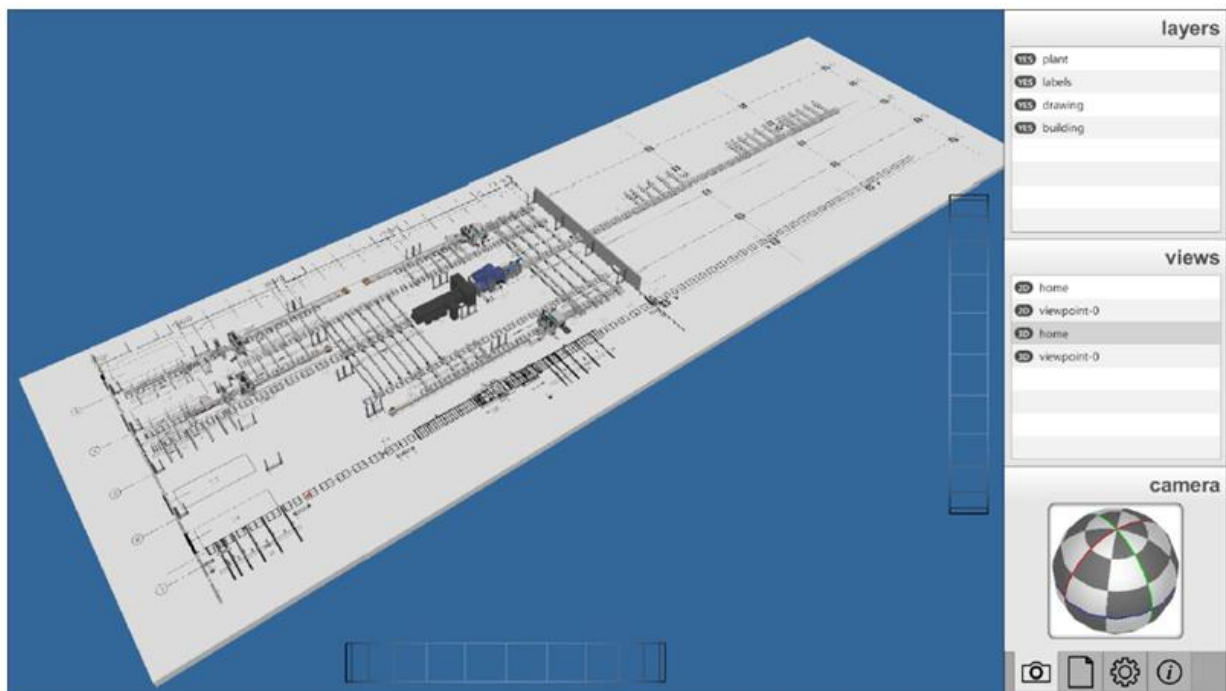 layers
YES plant
YES labels
YES drawing
YES building
views
2D home
2D viewpoint-0
3D home
3D viewpoint-0
camera
i